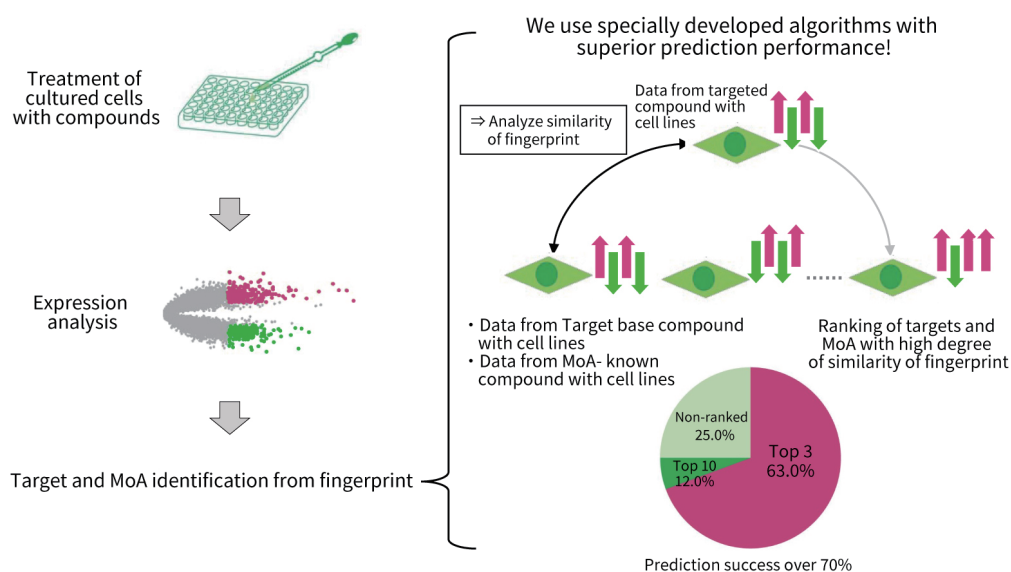 Treatment of
cultured cells
with compounds
Expression
analysis
Target and MoA identification from fingerprint
We use specially developed algorithms with
superior prediction performance!
⇒ Analyze similarity
of fingerprint
Data from targeted
compound with
cell lines
・Data from Target base compound
with cell lines
・Data from MoA- known
compound with cell lines
Ranking of targets and
MoA with high degree
of similarity of fingerprint
Non-ranked
25.0%
Top 10
12.0%
Top 3
63.0%
Prediction success over 70%